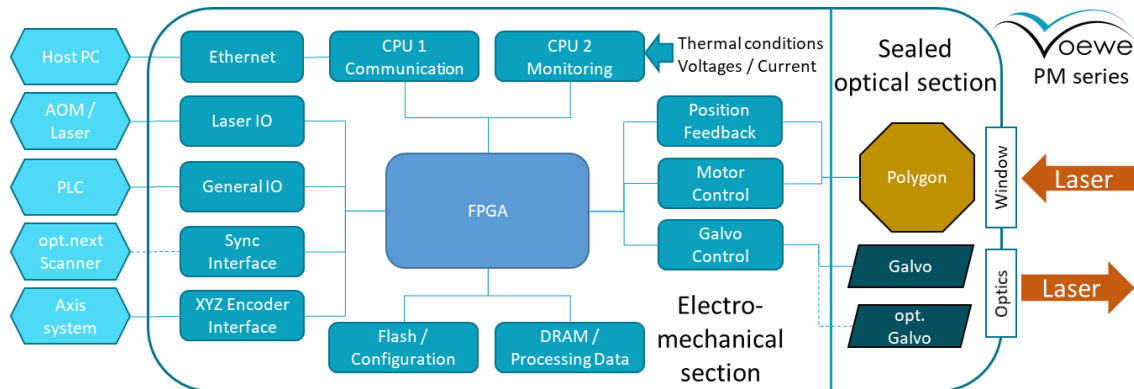 Host PC
Ethernet
CPU 1
Communication
CPU 2
Monitoring
Thermal conditions
Voltages / Current
Sealed
optical section
oewe
PM series
AOM /
Laser
Laser IO
Position
Feedback
PLC
General IO
FPGA
Motor
Control
Polygon
Window
Laser
opt.next
Scanner
Sync
Interface
Galvo
Control
Galvo
Optics
Laser
Axis
system
XYZ Encoder
Interface
Flash /
Configuration
DRAM /
Processing Data
Electro-
mechanical
section
opt.
Galvo